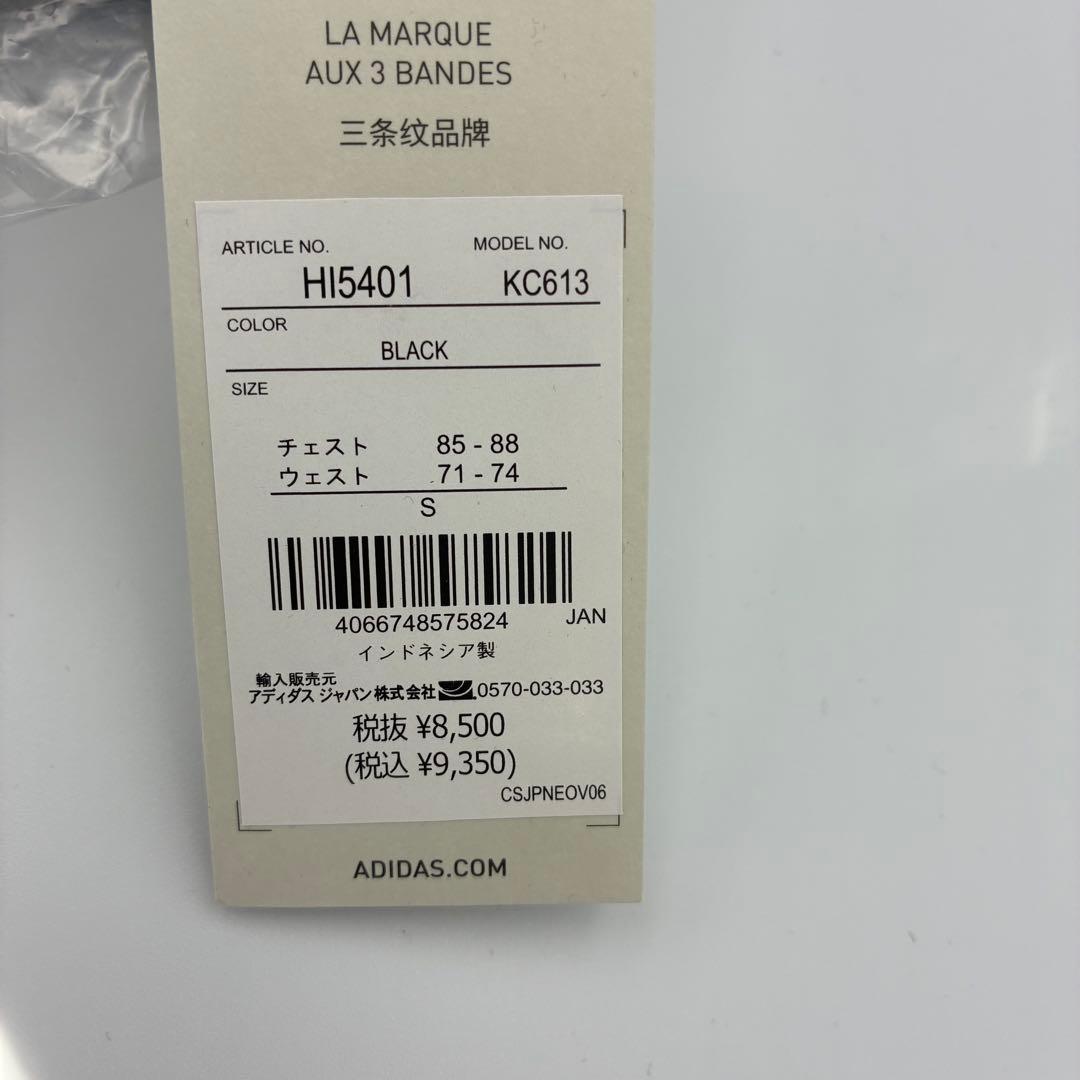 LA MARQUE
AUX 3 BANDES
三条纹品牌
ARTICLE NO. MODEL NO.
HI5401 KC613
COLOR
BLACK
SIZE
チェスト 85 - 88
ウェスト 71 - 74
S
4066748575824 JAN
インドネシア製
輸入販売元
アディダス ジャパン株式会社 0570-033-033
税抜 ¥8,500
(税込 ¥9,350)
CSJPNEOV06
ADIDAS.COM